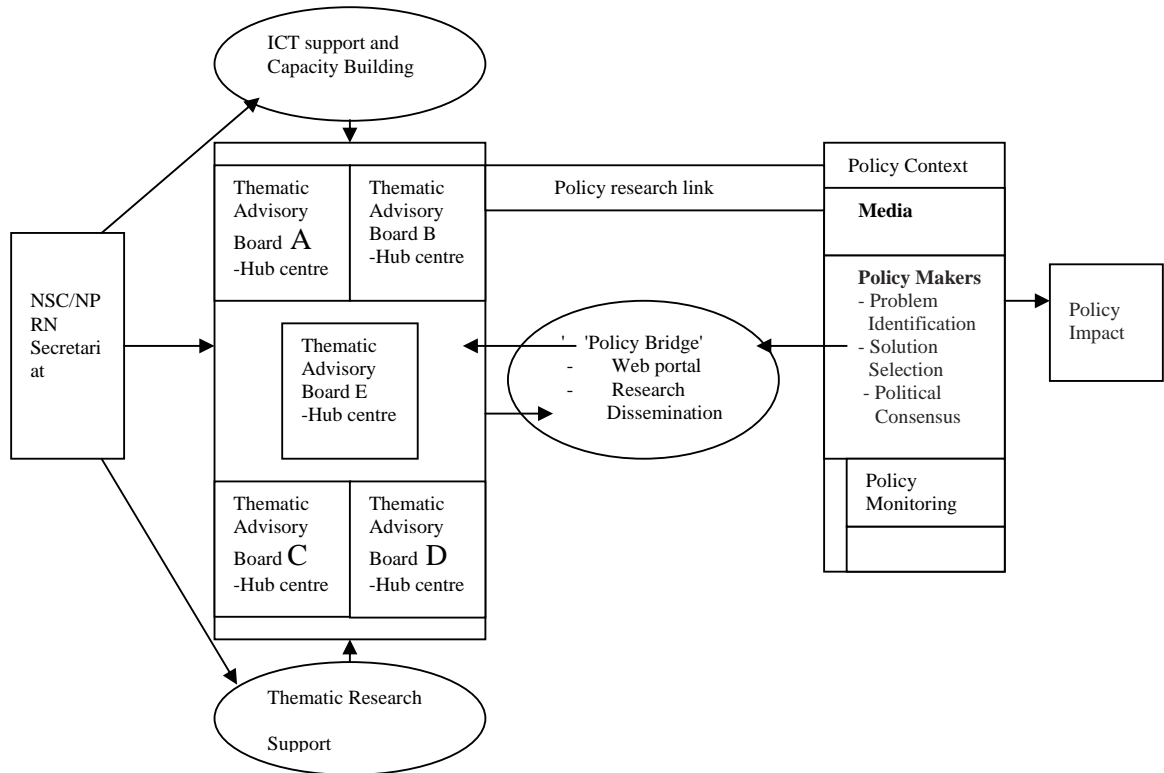 ICT support and
Capacity Building
Thematic
Advisory
Board A
-Hub centre
Thematic
Advisory
Board B
-Hub centre
Policy research link
Policy Context
Media
NSC/NP
RN
Secretari
at
Thematic
Advisory
Board E
-Hub centre
' 'Policy Bridge'
- Web portal
- Research
Dissemination
Policy Makers
- Problem
Identification
- Solution
Selection
- Political
Consensus
Policy
Impact
Policy
Monitoring
Thematic
Advisory
Board C
-Hub centre
Thematic
Advisory
Board D
-Hub centre
Thematic Research
Support